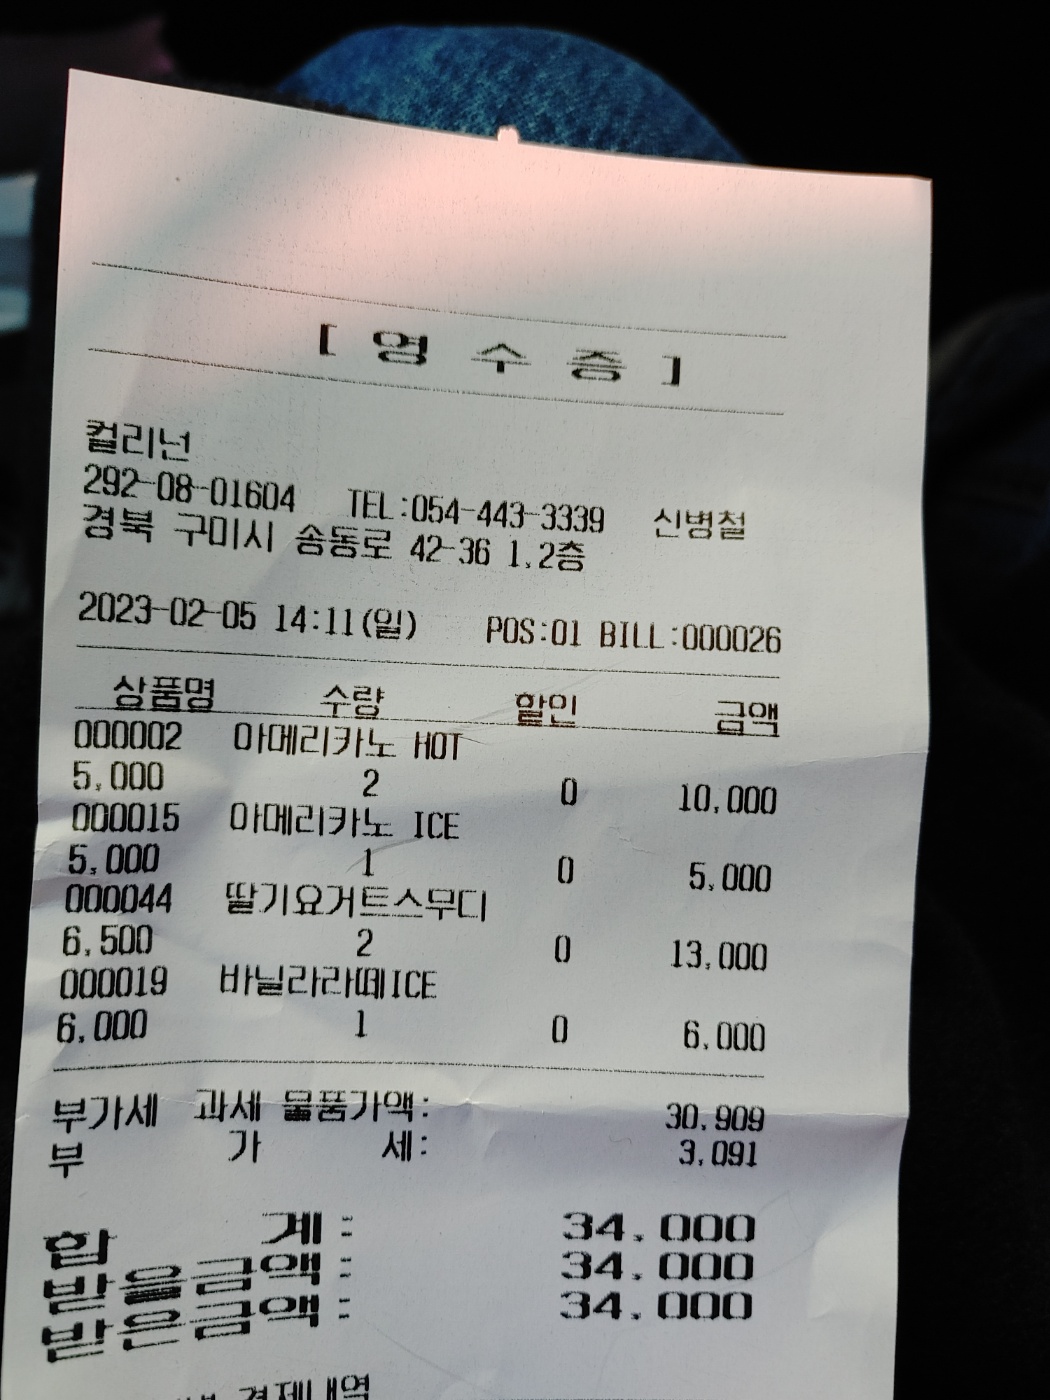 [ 영 수 증 ]
컬리넌
292-08-01604 TEL:054-443-3339 신병철
경북 구미시 송동로 42-36 1,2층
2023-02-05 14:11(일) POS:01 BILL:000026
상품명 수량 할인 금액
000002 아메리카노 HOT
5,000 2 0 10,000
000015 아메리카노 ICE
5,000 1 0 5,000
000044 딸기요거트스무디
6,500 2 0 13,000
000019 바닐라라떼ICE
6,000 1 0 6,000
부가세 과세 물품가액: 30,909
부 가 세: 3,091
합 계: 34,000
받을금액: 34,000
받은금액: 34,000
결제내역